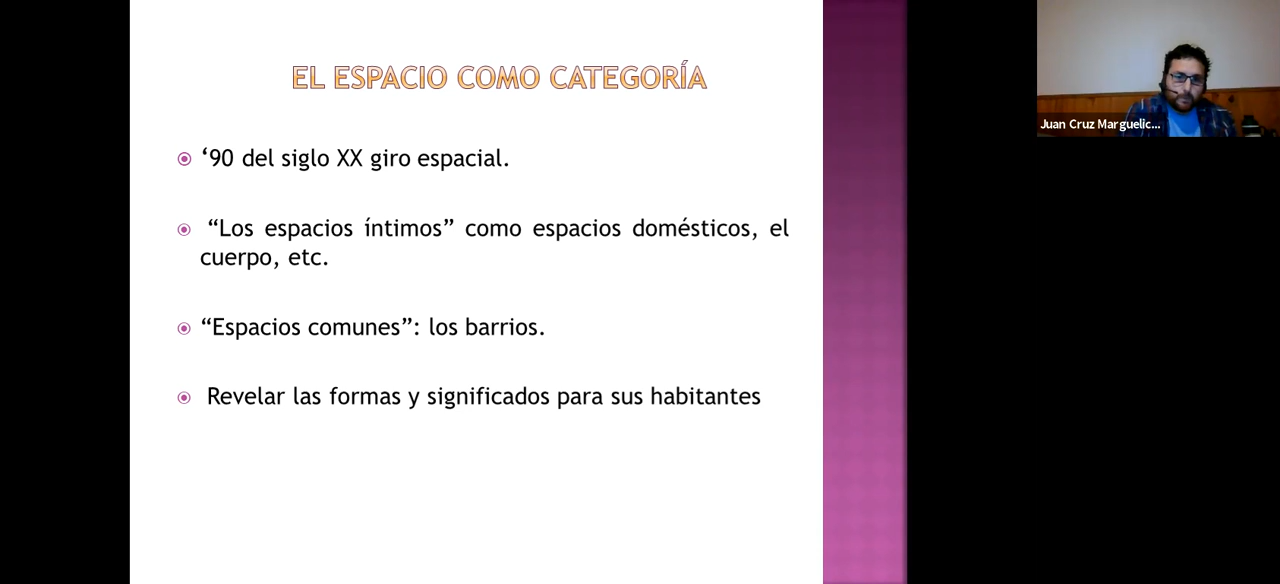 EL ESPACIO COMO CATEGORÍA
‘90 del siglo XX giro espacial.
“Los espacios íntimos” como espacios domésticos, el
cuerpo, etc.
“Espacios comunes”: los barrios.
Revelar las formas y significados para sus habitantes
Juan Cruz Marguelic...